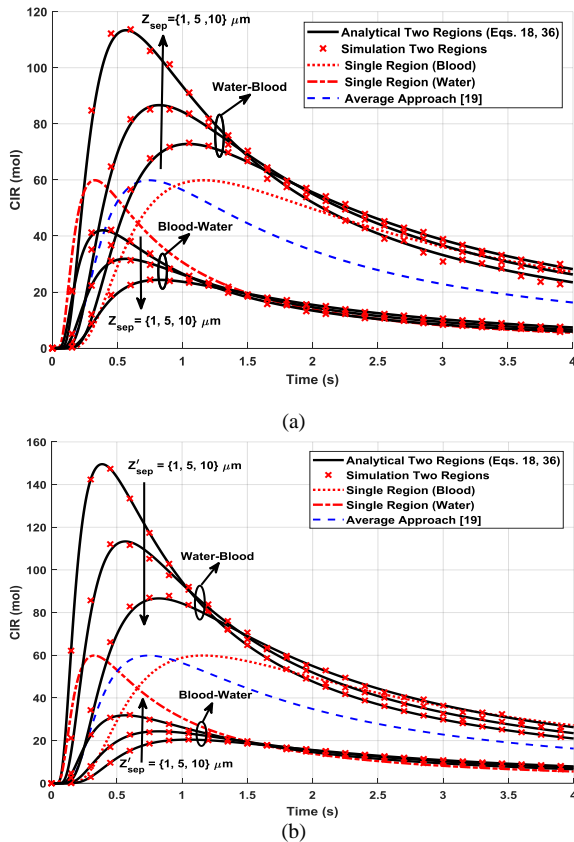 Z_sep={1, 5 ,10} μm
Analytical Two Regions (Eqs. 18, 36)
Simulation Two Regions
Single Region (Blood)
Single Region (Water)
Average Approach [19]
Water-Blood
Blood-Water
Z_sep= {1, 5, 10} μm
CIR (mol)
120
100
80
60
40
20
0
0 0.5 1 1.5 2 2.5 3 3.5 4
Time (s)
(a)
Z'_sep = {1, 5, 10} μm
Analytical Two Regions (Eqs. 18, 36)
Simulation Two Regions
Single Region (Blood)
Single Region (Water)
Average Approach [19]
Water-Blood
Blood-Water
Z'_sep = {1, 5, 10} μm
CIR (mol)
160
140
120
100
80
60
40
20
0
0 0.5 1 1.5 2 2.5 3 3.5 4
Time (s)
(b)